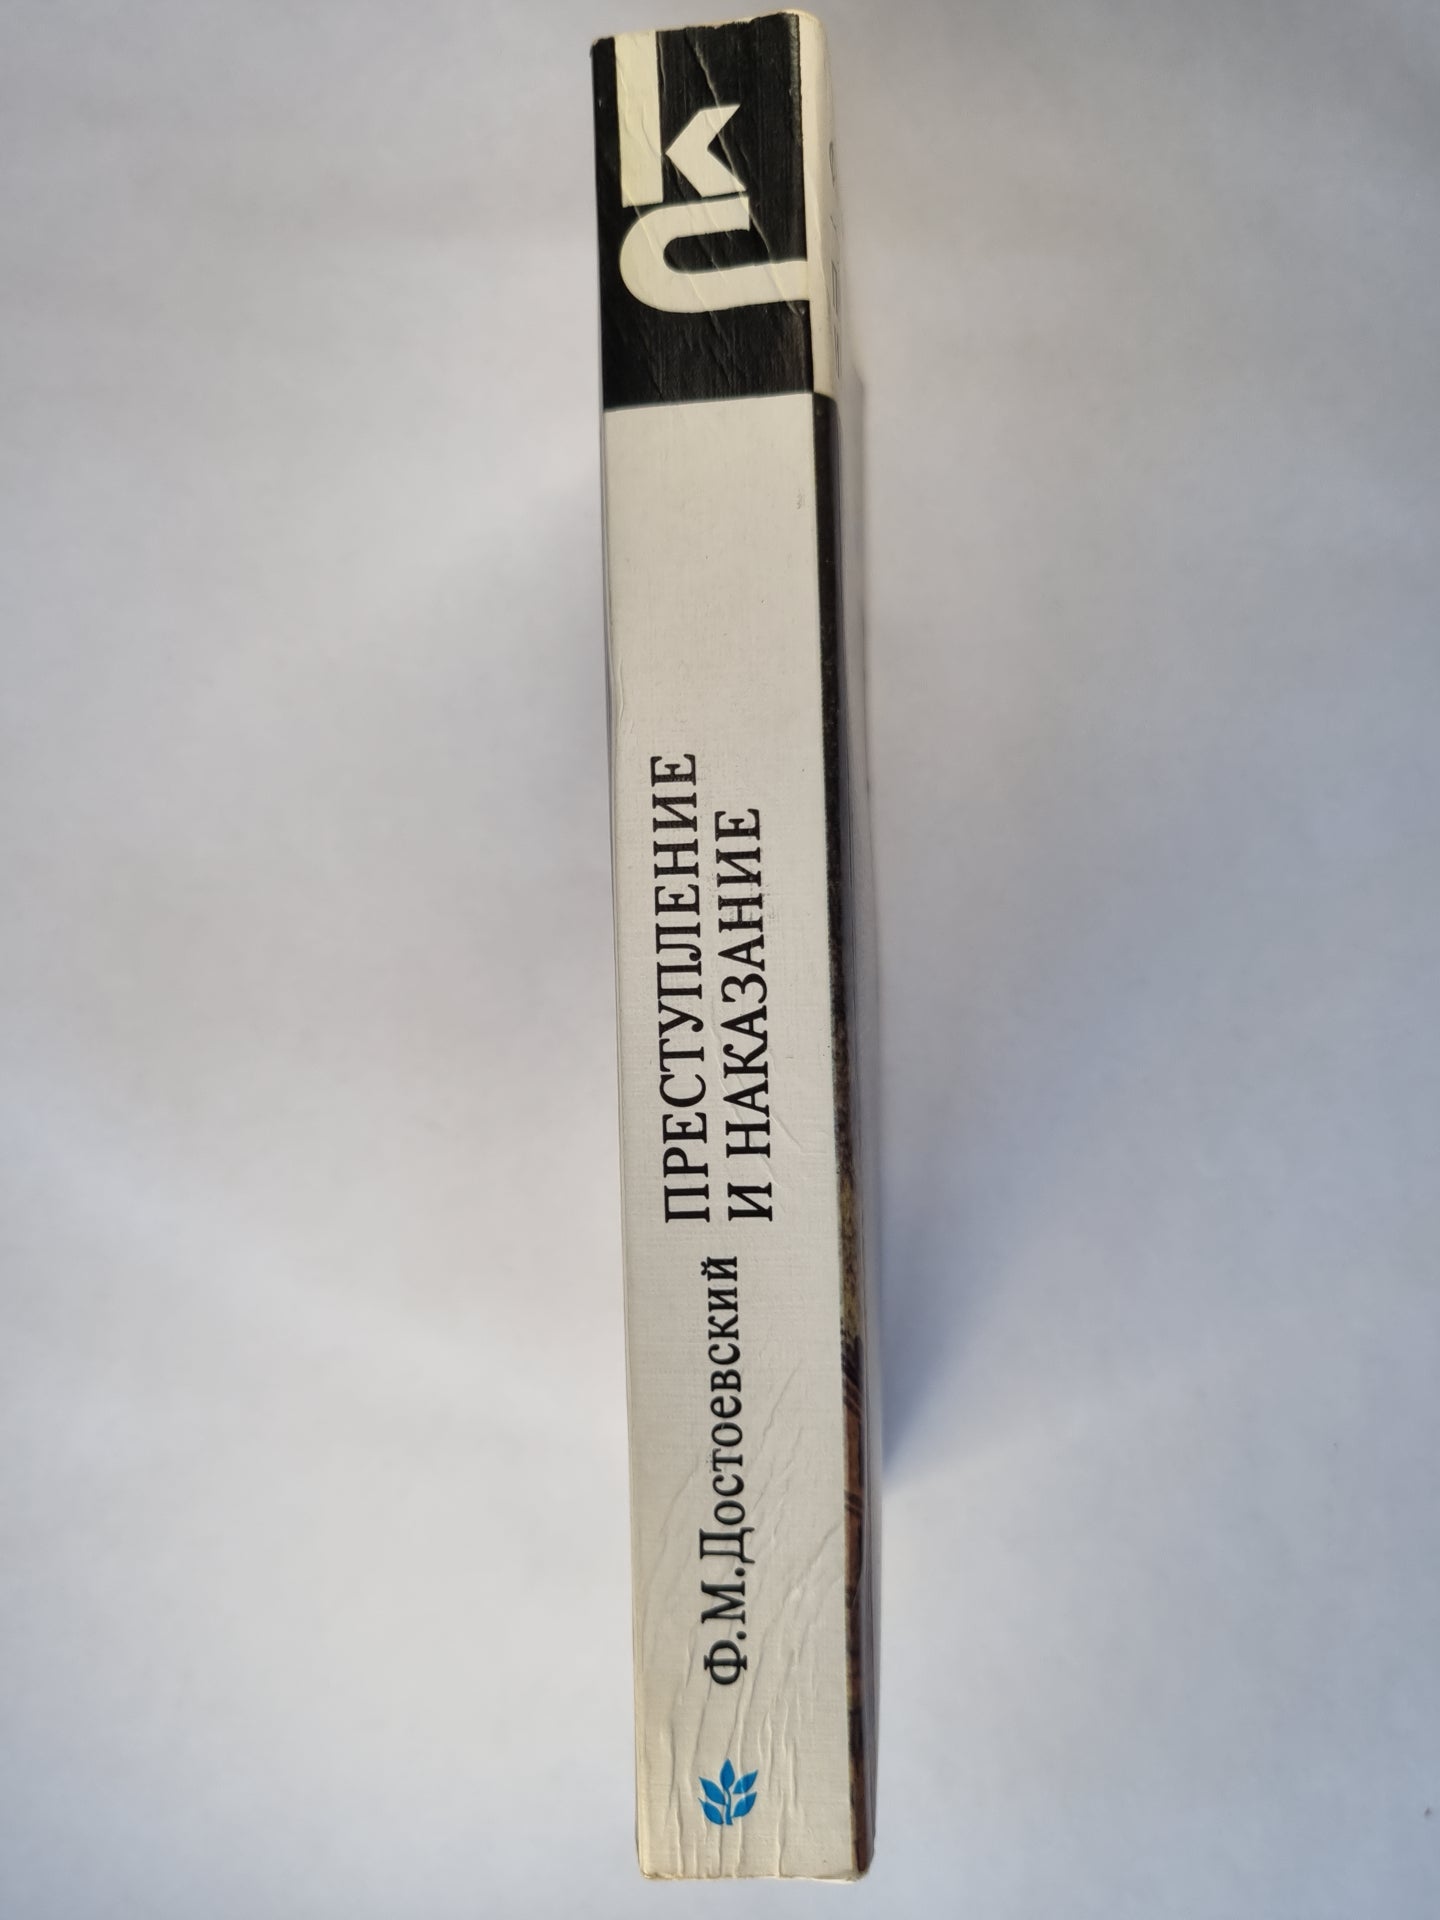 Ф.М.Достоевский
ПРЕСТУПЛЕНИЕ
И НАКАЗАНИЕ